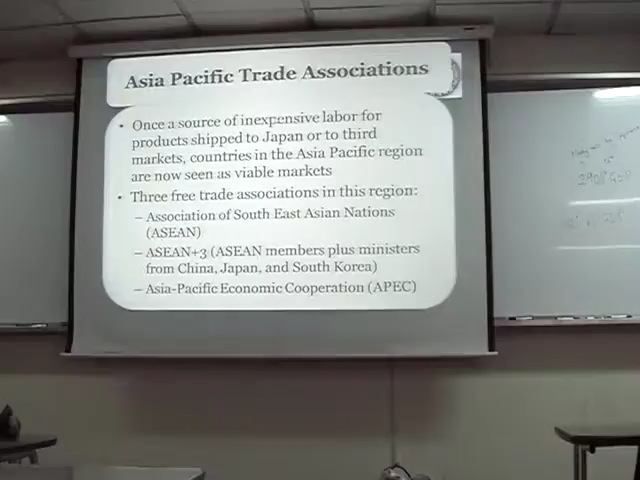 Asia Pacific Trade Associations
• Once a source of inexpensive labor for
products shipped to Japan or to third
markets, countries in the Asia Pacific region
are now seen as viable markets
• Three free trade associations in this region:
– Association of South East Asian Nations
(ASEAN)
– ASEAN+3 (ASEAN members plus ministers
from China, Japan, and South Korea)
– Asia-Pacific Economic Cooperation (APEC)